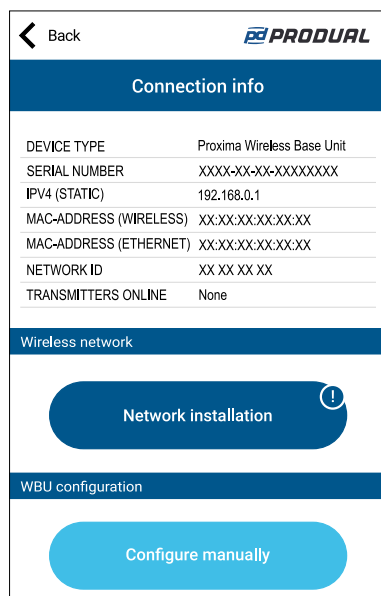 Back
pd PRODUAL
Connection info
DEVICE TYPE Proxima Wireless Base Unit
SERIAL NUMBER XXXX-XX-XX-XXXXXXXX
IPV4 (STATIC) 192.168.0.1
MAC-ADDRESS (WIRELESS) XX:XX:XX:XX:XX:XX
MAC-ADDRESS (ETHERNET) XX:XX:XX:XX:XX:XX
NETWORK ID XX XX XX XX
TRANSMITTERS ONLINE None
Wireless network
!
Network installation
WBU configuration
Configure manually